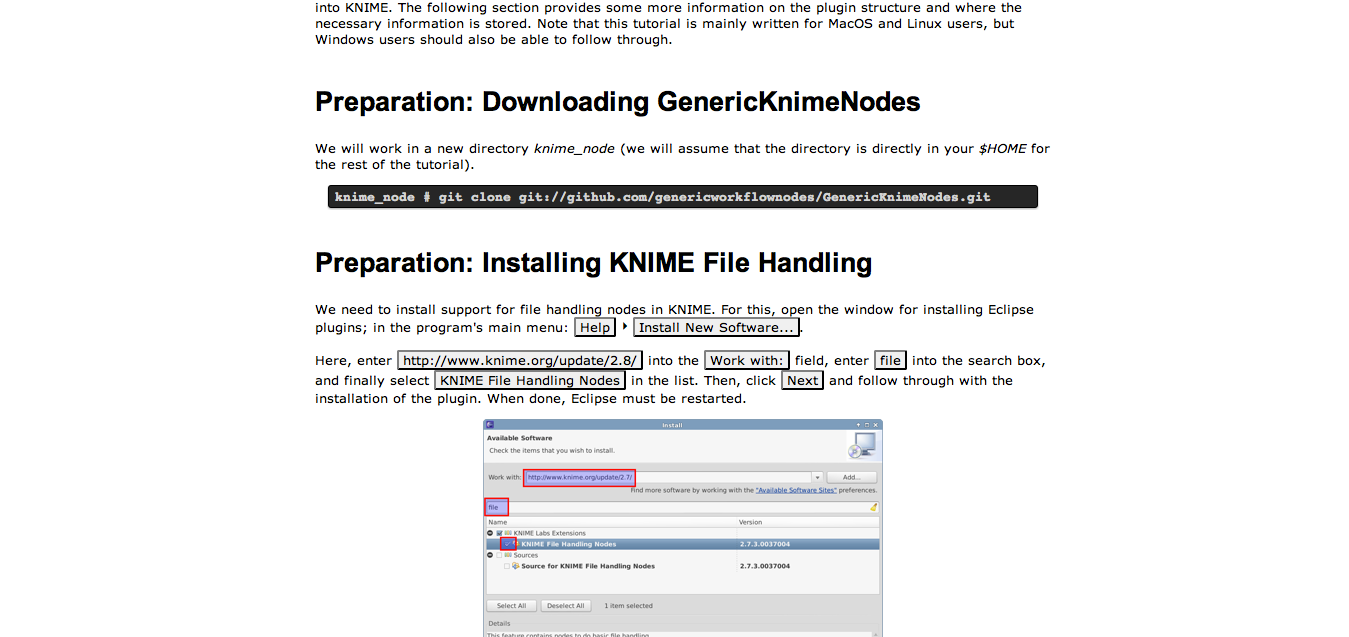 into KNIME. The following section provides some more information on the plugin structure and where the
necessary information is stored. Note that this tutorial is mainly written for MacOS and Linux users, but
Windows users should also be able to follow through.
Preparation: Downloading GenericKnimeNodes
We will work in a new directory knime_node (we will assume that the directory is directly in your $HOME for
the rest of the tutorial).
knime_node # git clone git://github.com/genericworkflownodes/GenericKnimeNodes.git
Preparation: Installing KNIME File Handling
We need to install support for file handling nodes in KNIME. For this, open the window for installing Eclipse
plugins; in the program's main menu: Help ‣ Install New Software... .
Here, enter http://www.knime.org/update/2.8/ into the Work with: field, enter file into the search box,
and finally select KNIME File Handling Nodes in the list. Then, click Next and follow through with the
installation of the plugin. When done, Eclipse must be restarted.
Install
Available Software
Check the items that you wish to install.
Work with: http://www.knime.org/update/2.7/ Add...
Find more software by working with the "Available Software Sites" preferences.
file
Name Version
KNIME Labs Extensions
KNIME File Handling Nodes 2.7.3.0037004
Sources
Source for KNIME File Handling Nodes 2.7.3.0037004
Select All Deselect All 1 item selected
Details
This feature contains nodes to do basic file handling